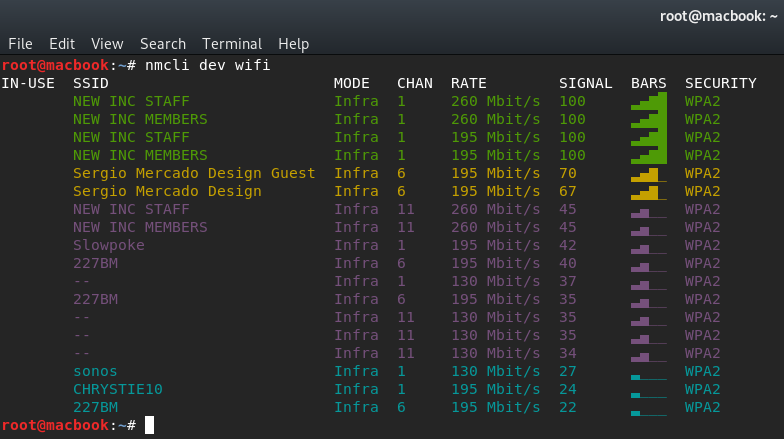 root@macbook: ~
File Edit View Search Terminal Help
root@macbook:~# nmcli dev wifi
IN-USE SSID MODE CHAN RATE SIGNAL BARS SECURITY
NEW INC STAFF Infra 1 260 Mbit/s 100 WPA2
NEW INC MEMBERS Infra 1 260 Mbit/s 100 WPA2
NEW INC STAFF Infra 1 195 Mbit/s 100 WPA2
NEW INC MEMBERS Infra 1 195 Mbit/s 100 WPA2
Sergio Mercado Design Guest Infra 6 195 Mbit/s 70 WPA2
Sergio Mercado Design Infra 6 195 Mbit/s 67 WPA2
NEW INC STAFF Infra 11 260 Mbit/s 45 WPA2
NEW INC MEMBERS Infra 11 260 Mbit/s 45 WPA2
Slowpoke Infra 1 195 Mbit/s 42 WPA2
227BM Infra 6 195 Mbit/s 40 WPA2
-- Infra 1 130 Mbit/s 37 WPA2
227BM Infra 6 195 Mbit/s 35 WPA2
-- Infra 11 130 Mbit/s 35 WPA2
-- Infra 11 130 Mbit/s 35 WPA2
-- Infra 11 130 Mbit/s 34 WPA2
sonos Infra 1 130 Mbit/s 27 WPA2
CHRYSTIE10 Infra 1 195 Mbit/s 24 WPA2
227BM Infra 6 195 Mbit/s 22 WPA2
root@macbook:~#